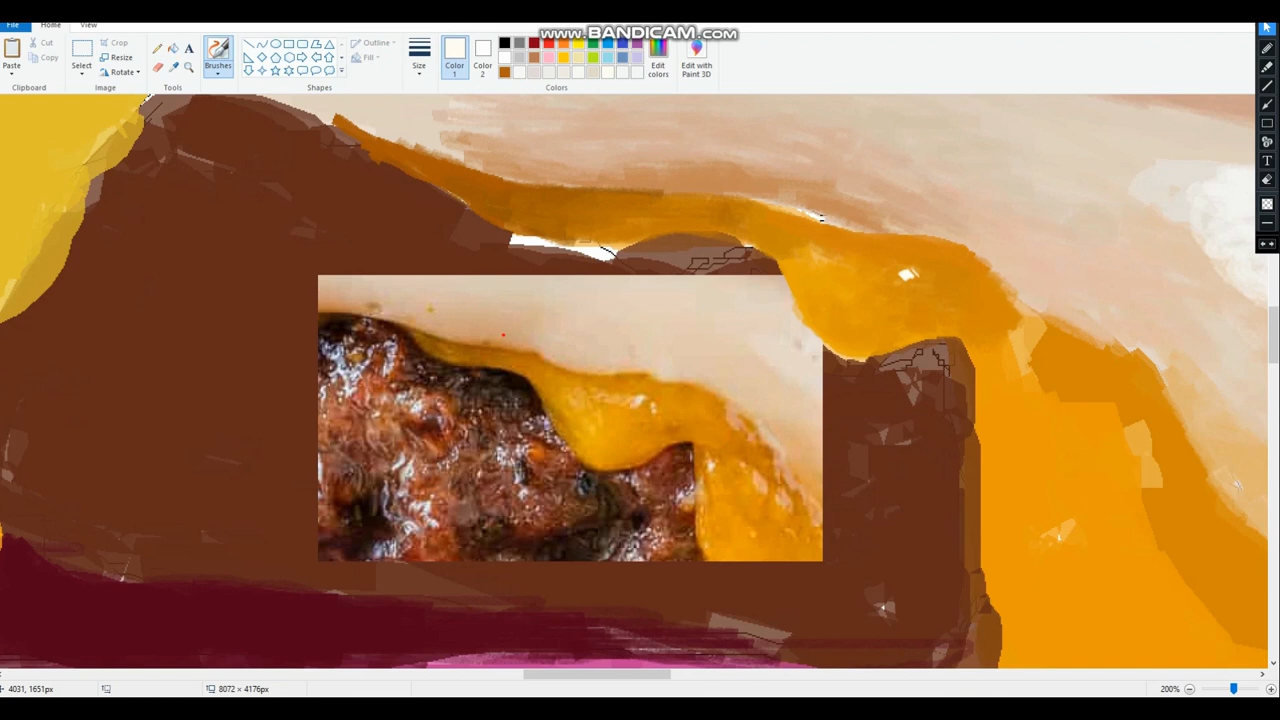 www.BANDICAM.com
File Home View
Paste
Cut
Copy
Clipboard
Select
Crop
Resize
Rotate
Image
A
Tools
Brushes
Outline
Fill
Shapes
Size
Color
1
Color
2
Edit
colors
Edit with
Paint 3D
Colors
T
4031, 1651px
8072 × 4176px
200%